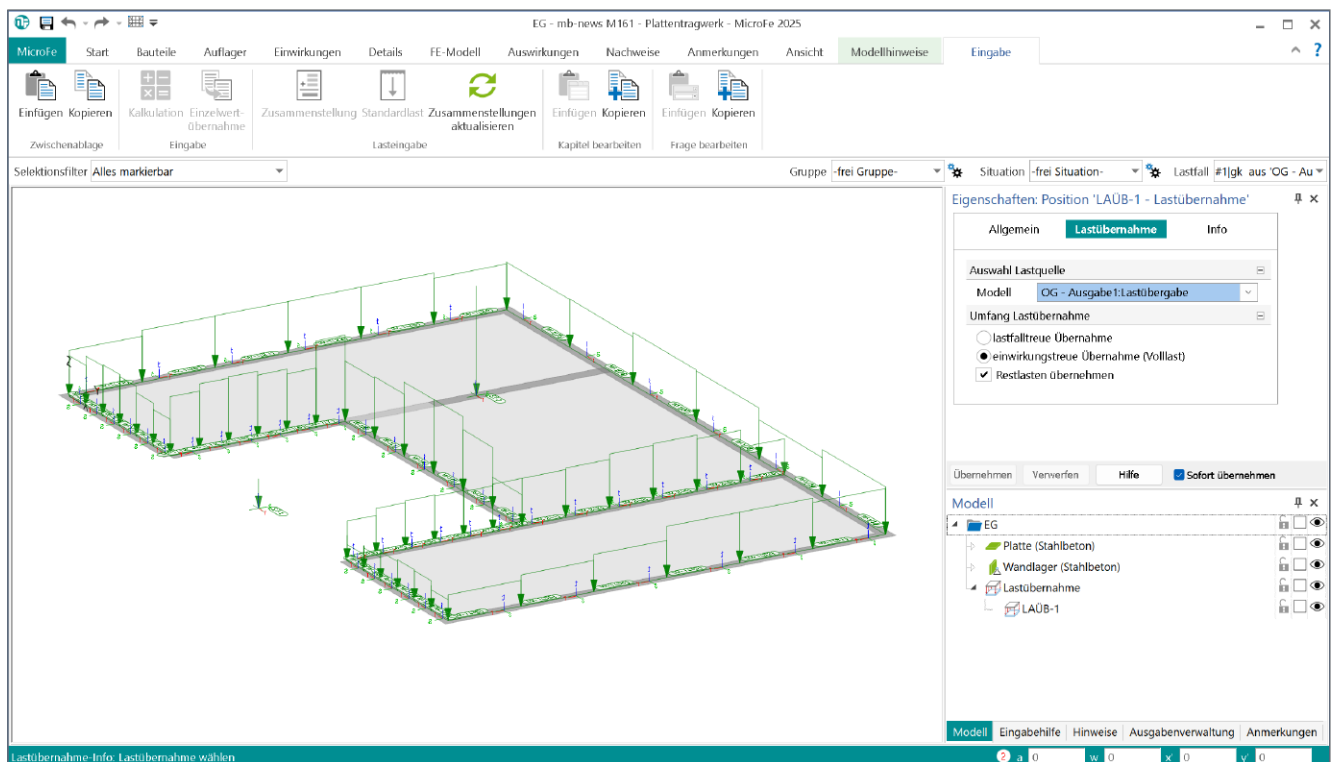 EG - mb-news M161 - Plattentragwerk - MicroFe 2025
MicroFe Start Bauteile Auflager Einwirkungen Details FE-Modell Auswirkungen Nachweise Anmerkungen Ansicht Modellhinweise Eingabe
Einfügen Kopieren Kalkulation Einzelwert-übernahme Zusammenstellung Standardlast Zusammenstellungen aktualisieren Einfügen Kopieren Einfügen Kopieren
Zwischenablage Eingabe Lasteingabe Kapitel bearbeiten Frage bearbeiten
Selektionsfilter Alles markierbar Gruppe -frei Gruppe- Situation -frei Situation- Lastfall #1|gk aus 'OG - Au
Eigenschaften: Position 'LAÜB-1 - Lastübernahme'
Allgemein Lastübernahme Info
Auswahl Lastquelle
Modell OG - Ausgabe1:Lastübergabe
Umfang Lastübernahme
lastfalltreue Übernahme
einwirkungstreue Übernahme (Volllast)
Restlasten übernehmen
Übernehmen Verwerfen Hilfe Sofort übernehmen
Modell
EG
Platte (Stahlbeton)
Wandlager (Stahlbeton)
Lastübernahme
LAÜB-1
Modell Eingabehilfe Hinweise Ausgabenverwaltung Anmerkungen
Lastübernahme-Info: Lastübernahme wählen 2 a 0 w 0 x' 0 y' 0